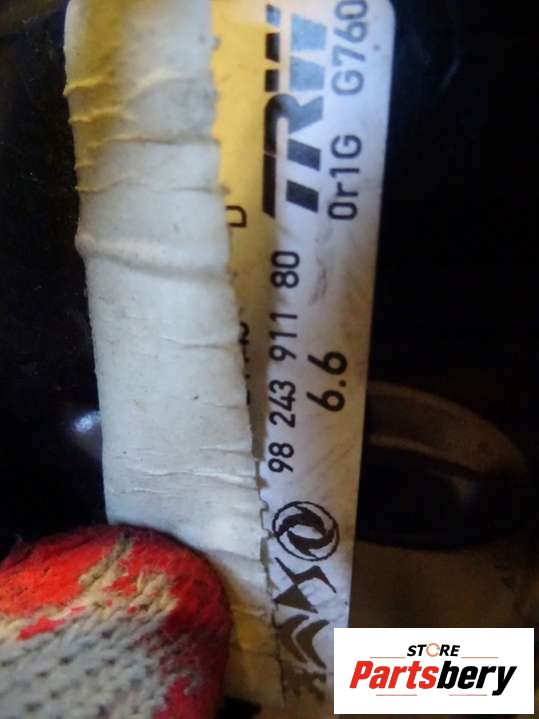 TRW
0r1G G760
98 243 911 80
6.6
STORE
Partsbery